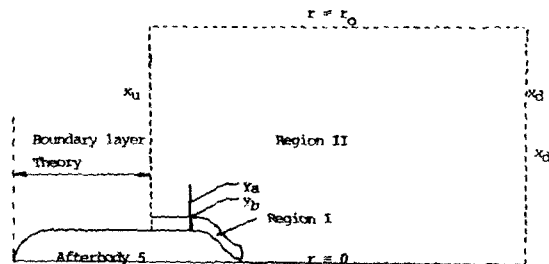 r = r₀
x_u
x_d
Boundary layer
Theory
Region II
x_d
y_a
y_b
Region I
Afterbody 5
r = 0